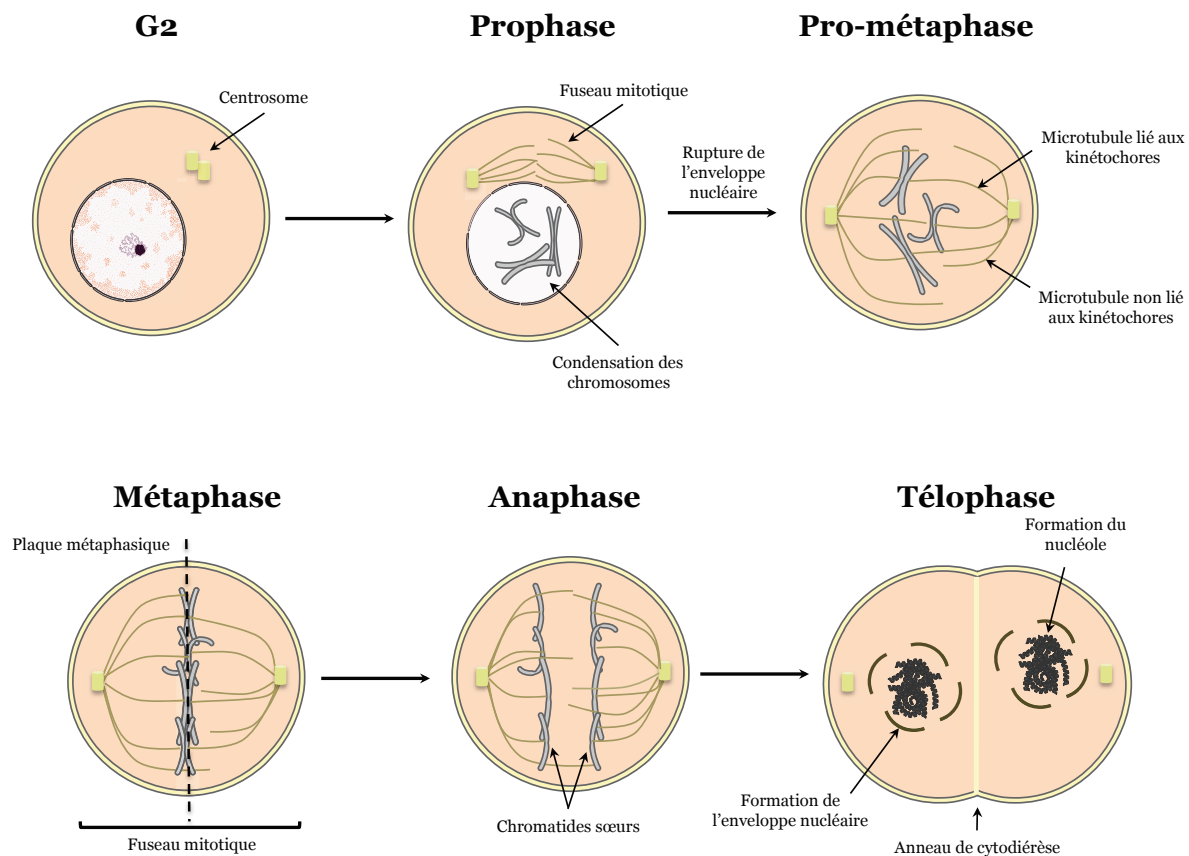 G2
Prophase
Pro-métaphase
Centrosome
Fuseau mitotique
Rupture de
l'enveloppe
nucléaire
Microtubule lié aux
kinétochores
Microtubule non lié
aux kinétochores
Condensation des
chromosomes
Métaphase
Anaphase
Télophase
Plaque métaphasique
Formation du
nucléole
Fuseau mitotique
Chromatides sœurs
Formation de
l'enveloppe nucléaire
Anneau de cytodiérèse